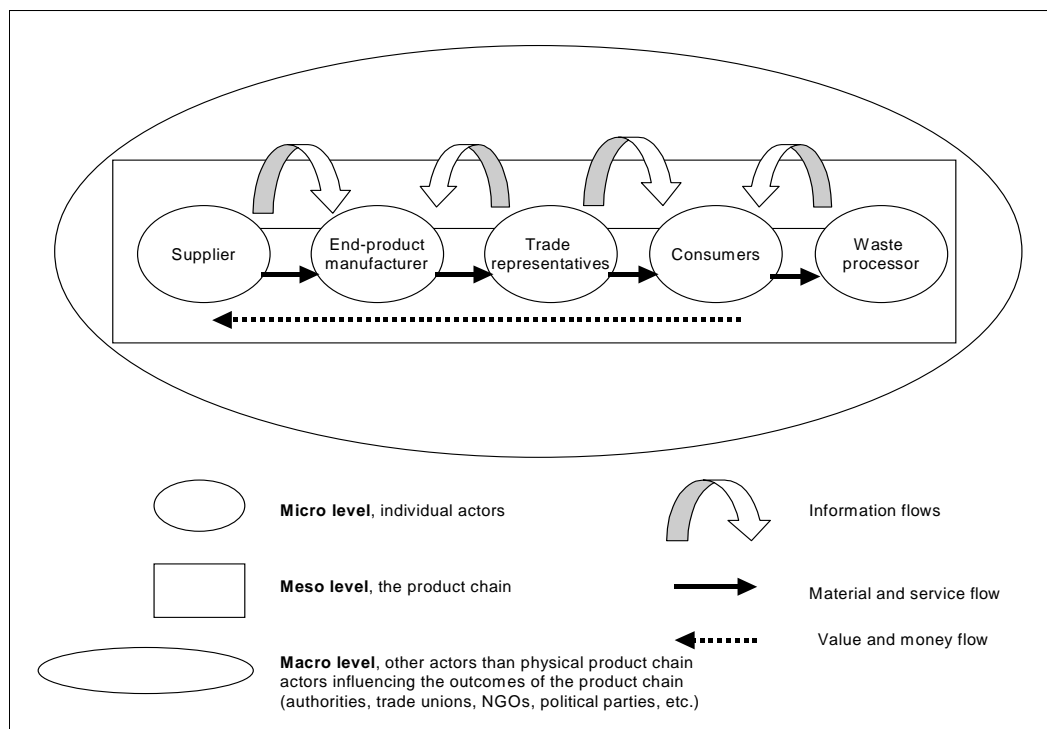 Supplier
End-product
manufacturer
Trade
representatives
Consumers
Waste
processor
Micro level, individual actors
Information flows
Meso level, the product chain
Material and service flow
Value and money flow
Macro level, other actors than physical product chain
actors influencing the outcomes of the product chain
(authorities, trade unions, NGOs, political parties, etc.)